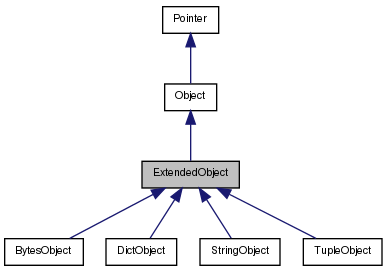 Pointer
Object
ExtendedObject
BytesObject
DictObject
StringObject
TupleObject